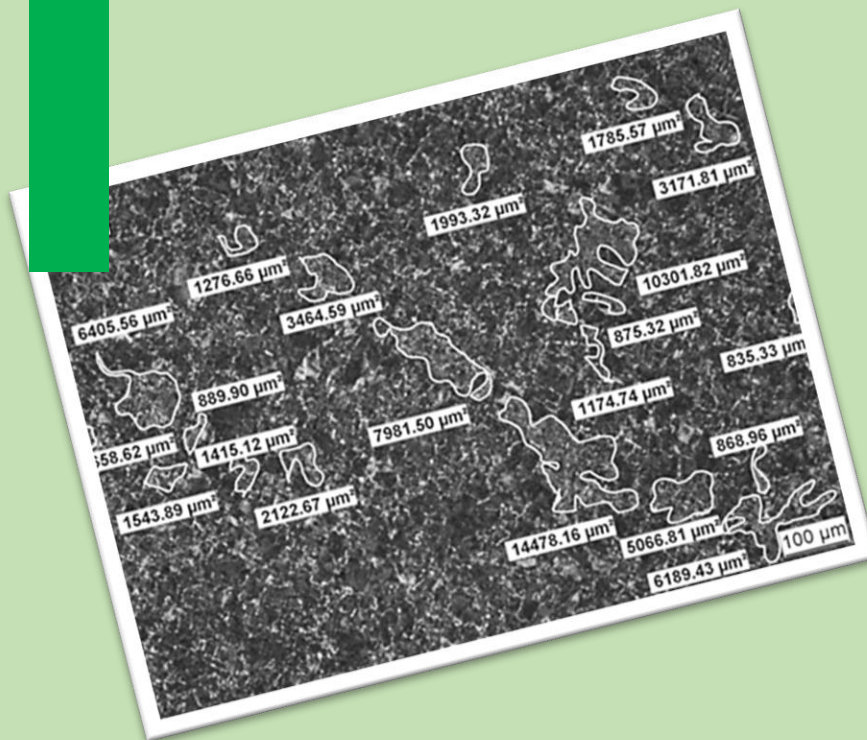 1785.57 µm²
3171.81 µm²
1993.32 µm²
1276.66 µm²
10301.82 µm²
3464.59 µm²
6405.56 µm²
875.32 µm²
835.33 µm
889.90 µm²
1174.74 µm²
7981.50 µm²
868.96 µm²
58.62 µm²
1415.12 µm²
1543.89 µm²
2122.67 µm²
14478.16 µm²
5066.81 µm²
100 µm
6189.43 µm²